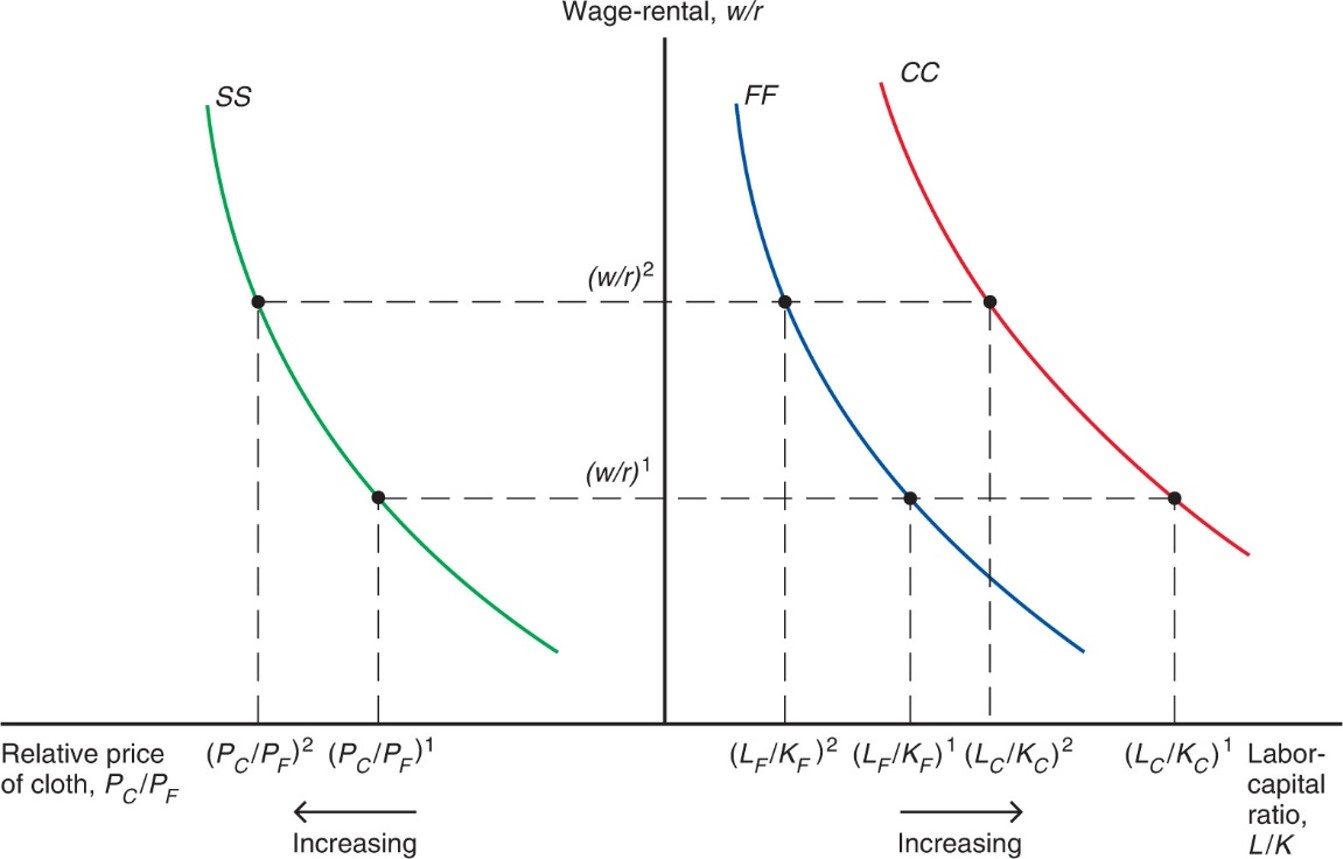 Wage-rental, w/r
SS
FF
CC
(w/r)²
(w/r)¹
Relative price
of cloth, P_C/P_F
(P_C/P_F)² (P_C/P_F)¹
Increasing
(L_F/K_F)² (L_F/K_F)¹ (L_C/K_C)² (L_C/K_C)¹
Increasing
Labor-
capital
ratio,
L/K